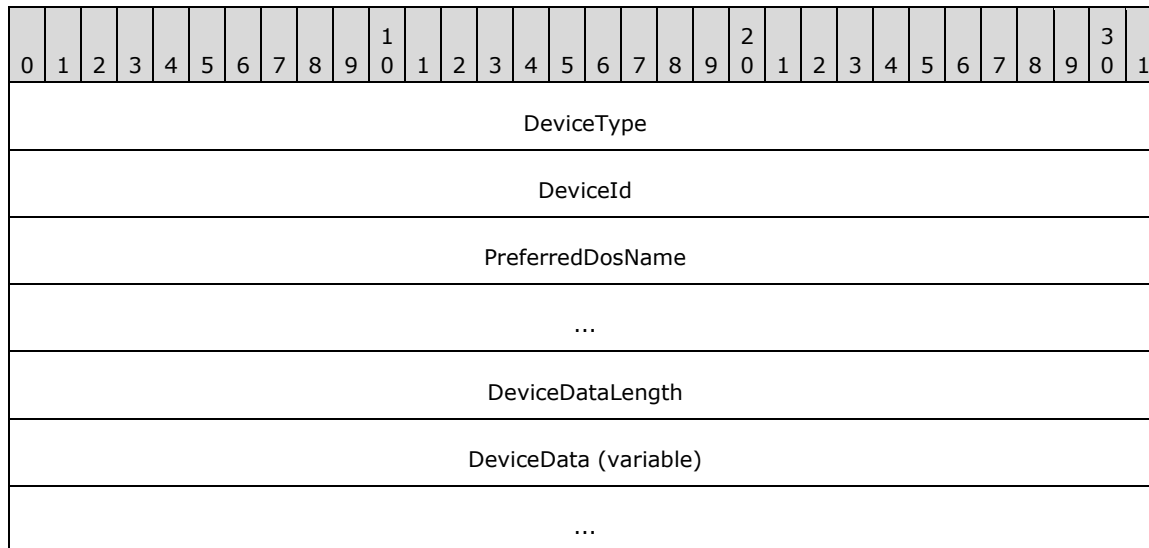 1 2 3
0 1 2 3 4 5 6 7 8 9 0 1 2 3 4 5 6 7 8 9 0 1 2 3 4 5 6 7 8 9 0 1
DeviceType
DeviceId
PreferredDosName
...
DeviceDataLength
DeviceData (variable)
...